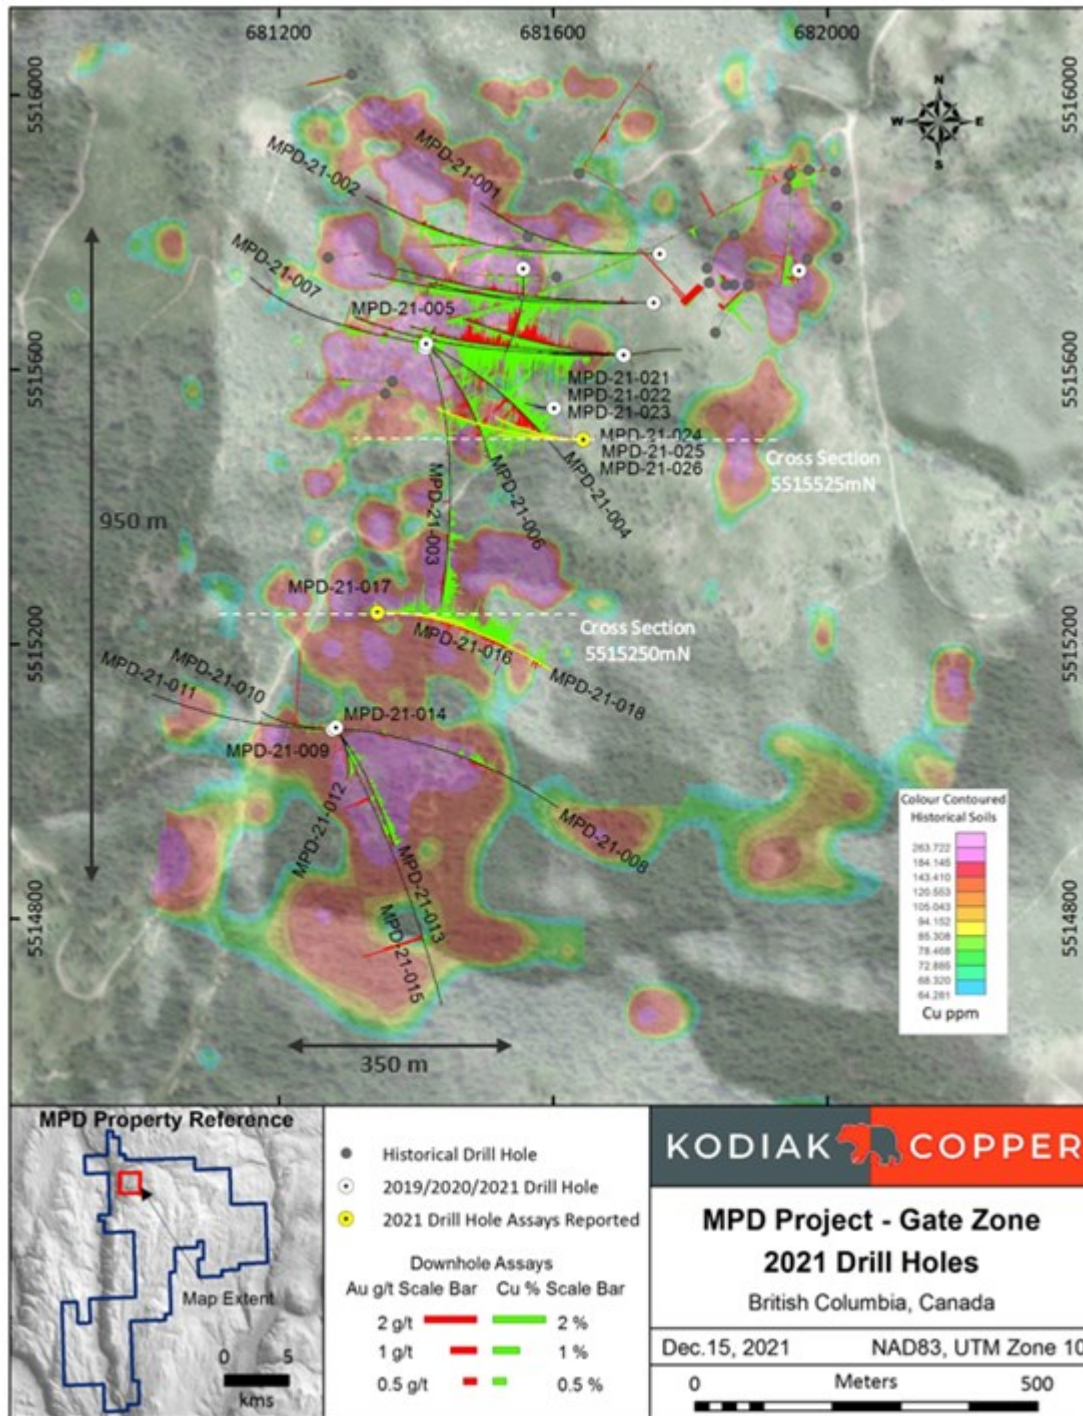 681200
681600
682000
5516000
5516000
N
W
E
S
MPD-21-001
MPD-21-002
MPD-21-007
MPD-21-005
5515600
5515600
MPD-21-021
MPD-21-022
MPD-21-023
MPD-21-024
MPD-21-025
MPD-21-026
Cross Section
5515525mN
950 m
MPD-21-003
MPD-21-006
MPD-21-004
MPD-21-017
5515200
5515200
MPD-21-016
Cross Section
5515250mN
MPD-21-018
MPD-21-010
MPD-21-011
MPD-21-014
MPD-21-009
MPD-21-012
MPD-21-008
MPD-21-013
MPD-21-015
5514800
5514800
Colour Contoured
Historical Soils
263.722
184.146
143.410
120.553
105.043
94.152
85.308
78.468
72.865
68.320
64.281
Cu ppm
350 m
MPD Property Reference
Map Extent
0 5
kms
Historical Drill Hole
2019/2020/2021 Drill Hole
2021 Drill Hole Assays Reported
Downhole Assays
Au g/t Scale Bar Cu % Scale Bar
2 g/t 2 %
1 g/t 1 %
0.5 g/t 0.5 %
KODIAK COPPER
MPD Project - Gate Zone
2021 Drill Holes
British Columbia, Canada
Dec.15, 2021 NAD83, UTM Zone 10
0 Meters 500